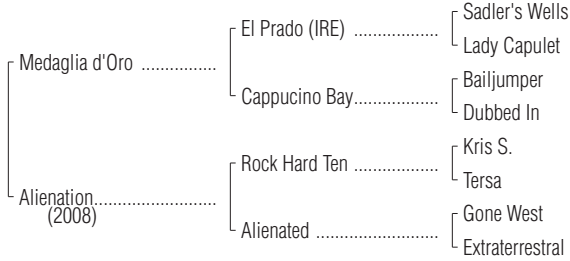 Sadler's Wells
El Prado (IRE) ..................
Lady Capulet
Medaglia d'Oro ................
Bailjumper
Cappucino Bay..................
Dubbed In
Kris S.
Rock Hard Ten ..................
Tersa
Alienation..........................
(2008)
Gone West
Alienated ..........................
Extraterrestral